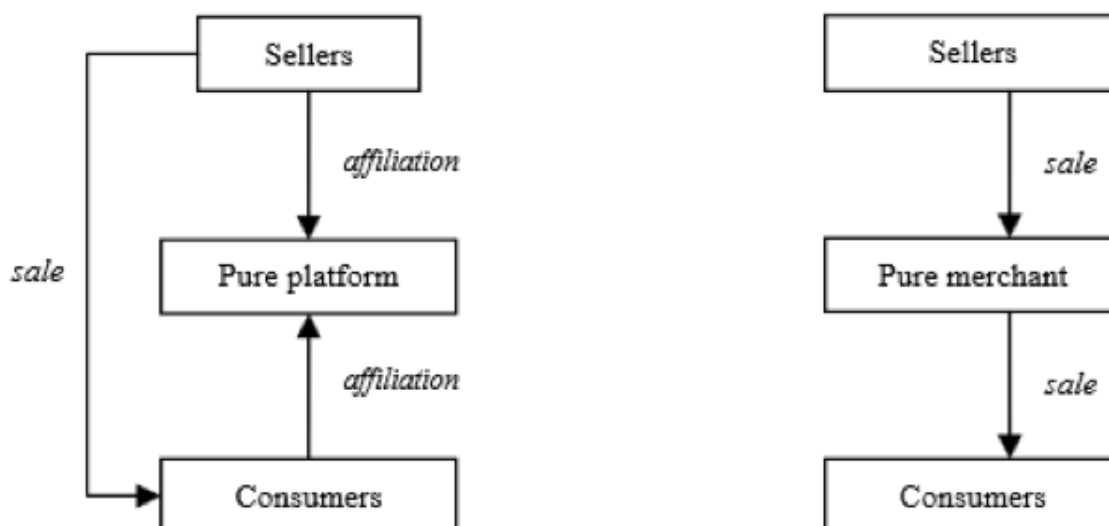 Sellers
affiliation
sale
Pure platform
affiliation
Consumers
Sellers
sale
Pure merchant
sale
Consumers